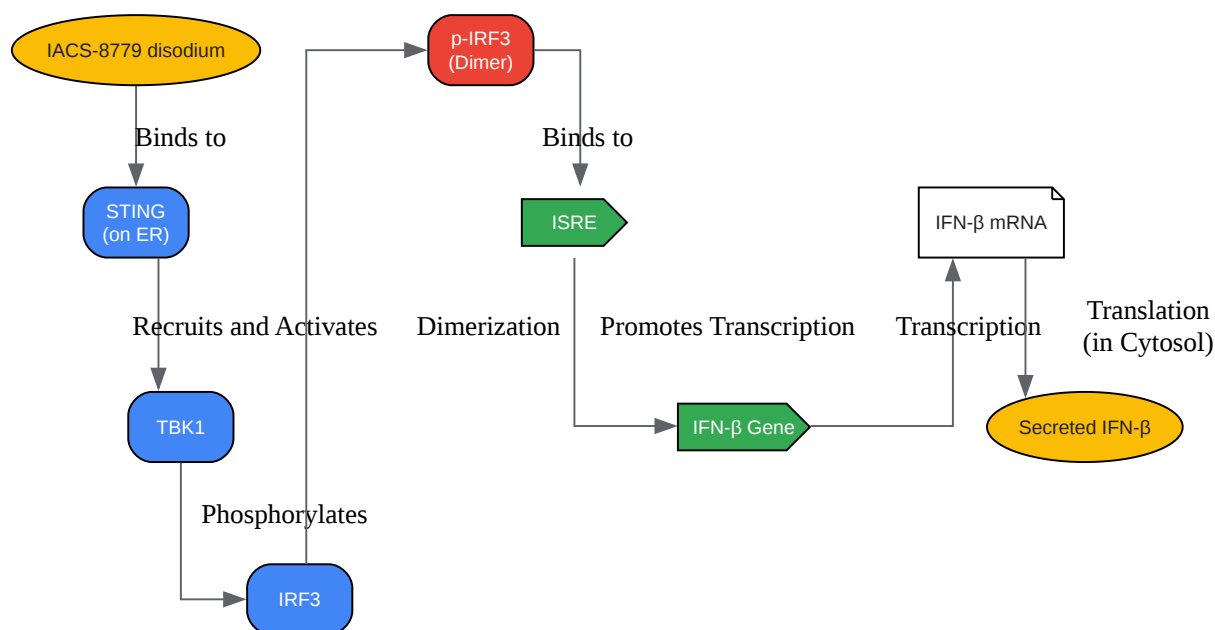 IACS-8779 disodium
p-IRF3
(Dimer)
Binds to
Binds to
STING
(on ER)
ISRE
IFN-β mRNA
Recruits and Activates
Dimerization
Promotes Transcription
Transcription
Translation
(in Cytosol)
TBK1
IFN-β Gene
Secreted IFN-β
Phosphorylates
IRF3